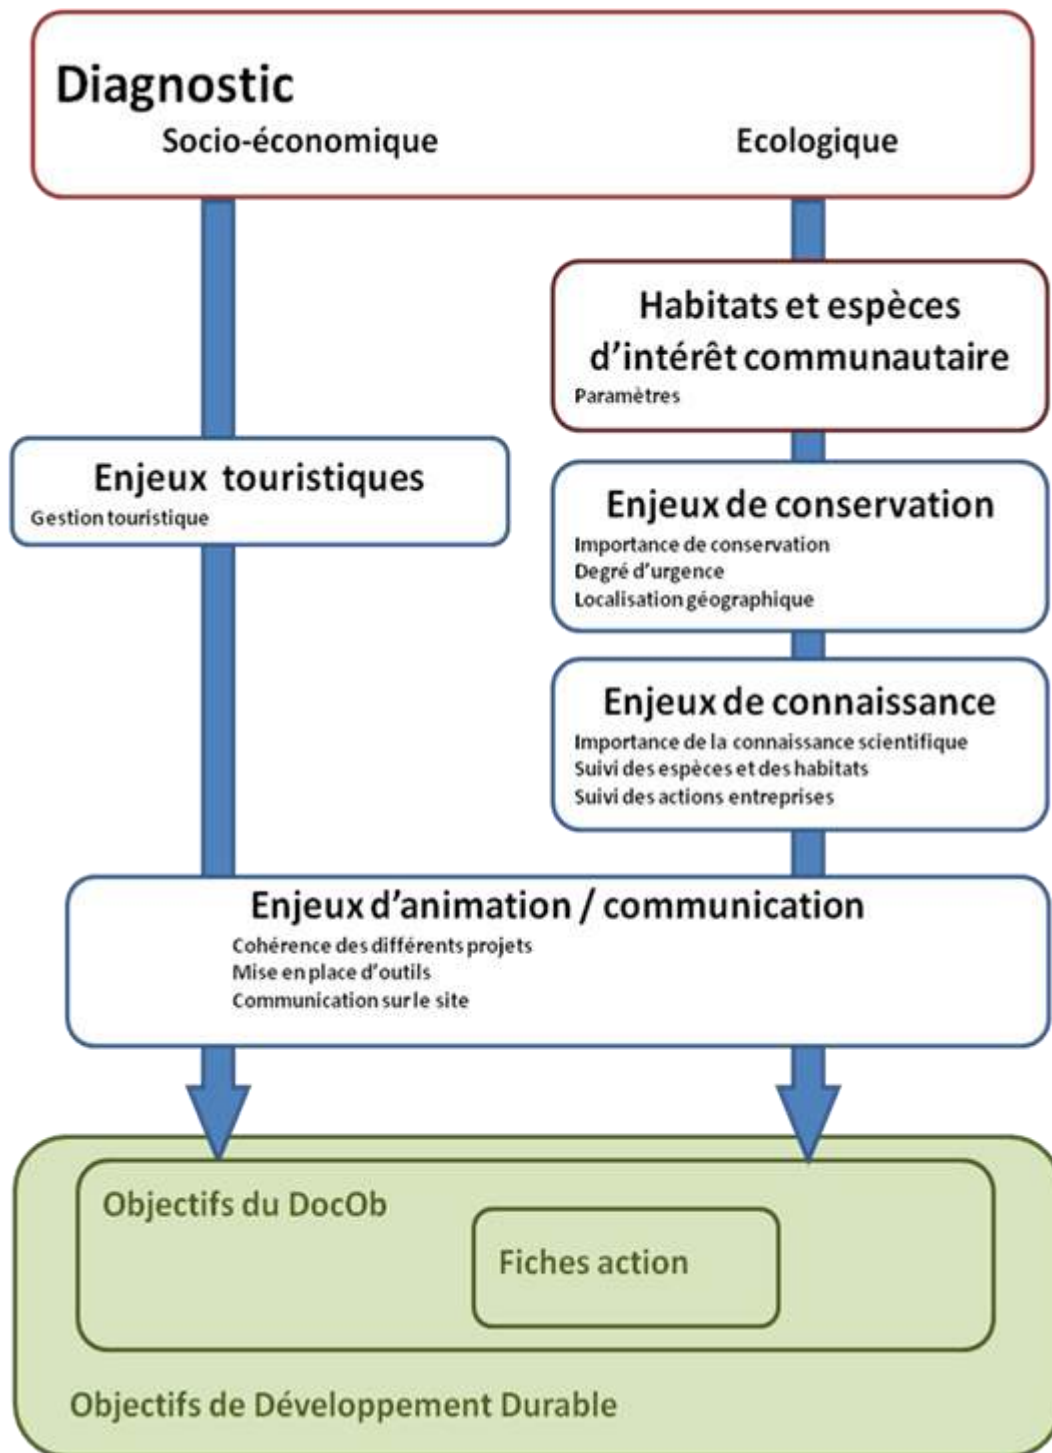 Diagnostic
Socio-économique
Ecologique
Habitats et espèces
d'intérêt communautaire
Paramètres
Enjeux touristiques
Gestion touristique
Enjeux de conservation
Importance de conservation
Degré d'urgence
Localisation géographique
Enjeux de connaissance
Importance de la connaissance scientifique
Suivi des espèces et des habitats
Suivi des actions entreprises
Enjeux d'animation / communication
Cohérence des différents projets
Mise en place d'outils
Communication sur le site
Objectifs du DocOb
Fiches action
Objectifs de Développement Durable